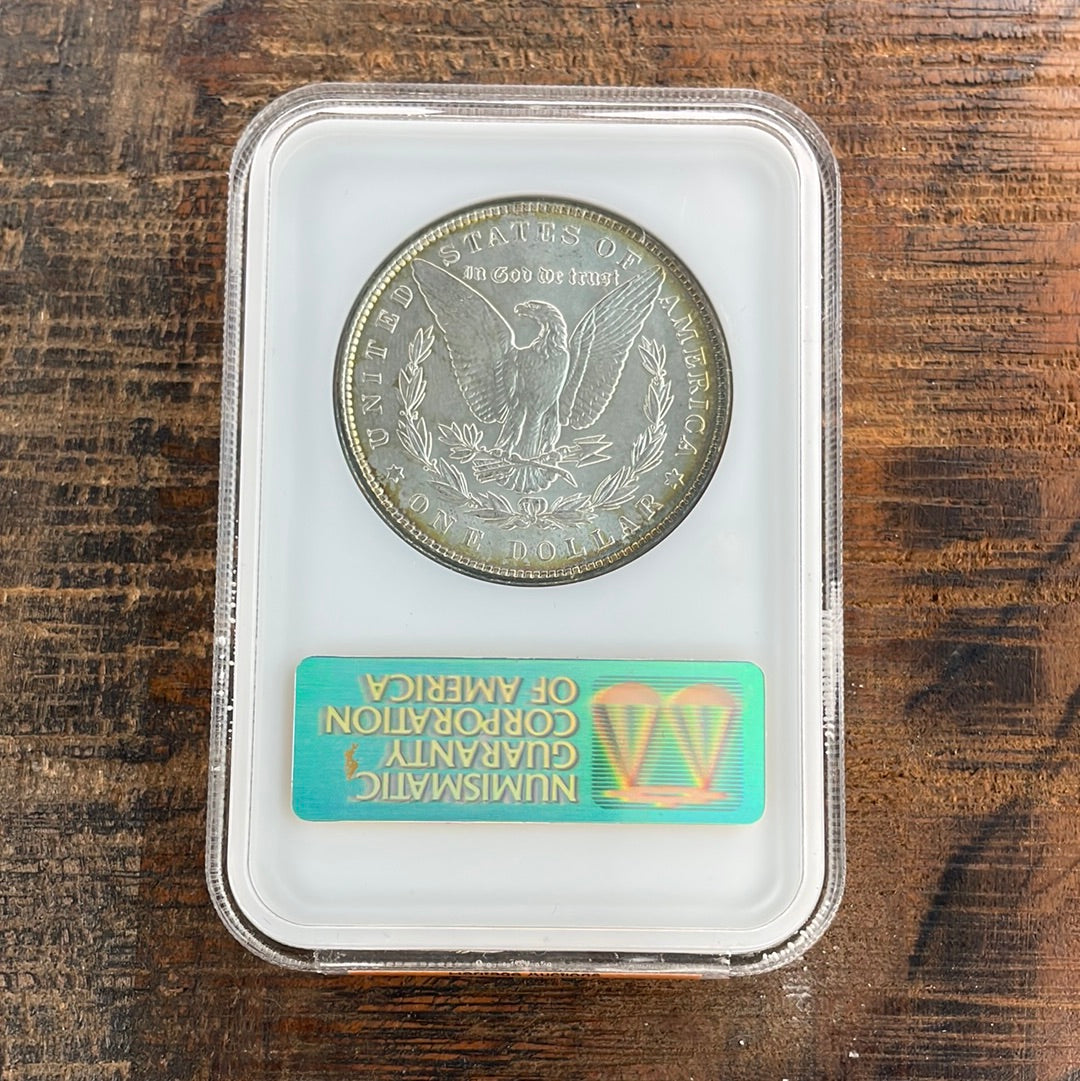 UNITED STATES OF AMERICA
In God we trust
ONE DOLLAR
NUMISMATIC
GUARANTY
CORPORATION
OF AMERICA